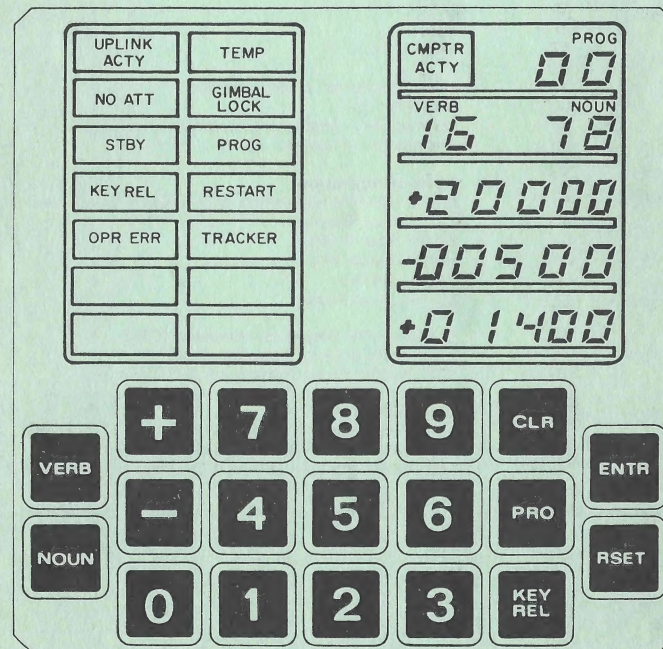 UPLINK ACTY
TEMP
NO ATT
GIMBAL LOCK
STBY
PROG
KEY REL
RESTART
OPR ERR
TRACKER
CMPTR ACTY
PROG
00
VERB
NOUN
16
78
+20000
-00500
+01400
VERB
NOUN
+
7
8
9
CLR
-
4
5
6
PRO
0
1
2
3
KEY REL
ENTR
RSET